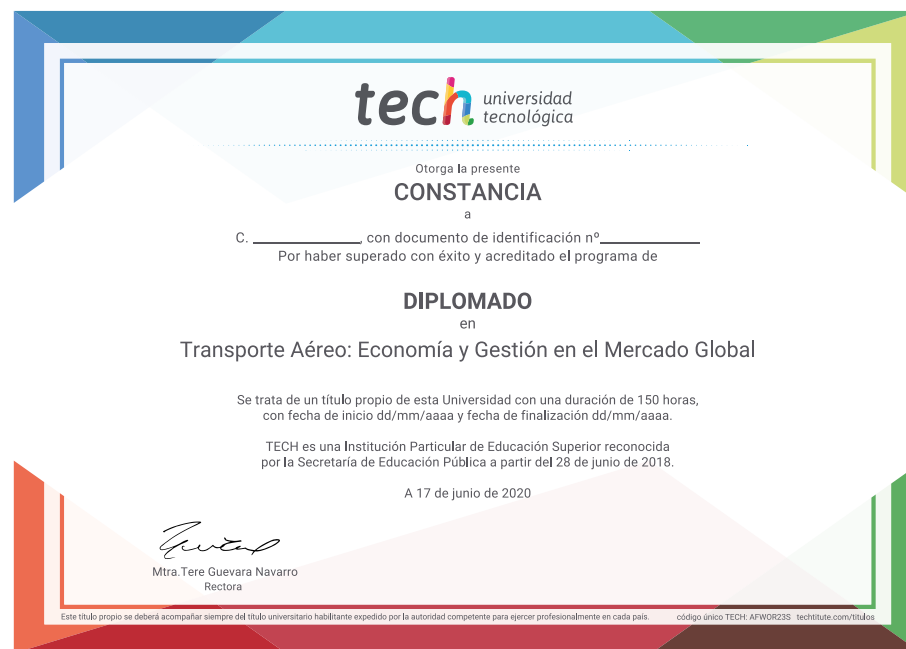 tech universidad
tecnológica
Otorga la presente
CONSTANCIA
a
C. ____________, con documento de identificación nº____________
Por haber superado con éxito y acreditado el programa de
DIPLOMADO
en
Transporte Aéreo: Economía y Gestión en el Mercado Global
Se trata de un título propio de esta Universidad con una duración de 150 horas,
con fecha de inicio dd/mm/aaaa y fecha de finalización dd/mm/aaaa.
TECH es una Institución Particular de Educación Superior reconocida
por la Secretaría de Educación Pública a partir del 28 de junio de 2018.
A 17 de junio de 2020
Mtra.Tere Guevara Navarro
Rectora
Este título propio se deberá acompañar siempre del título universitario habilitante expedido por la autoridad competente para ejercer profesionalmente en cada país. código único TECH: AFWOR23S techtitute.com/titulos